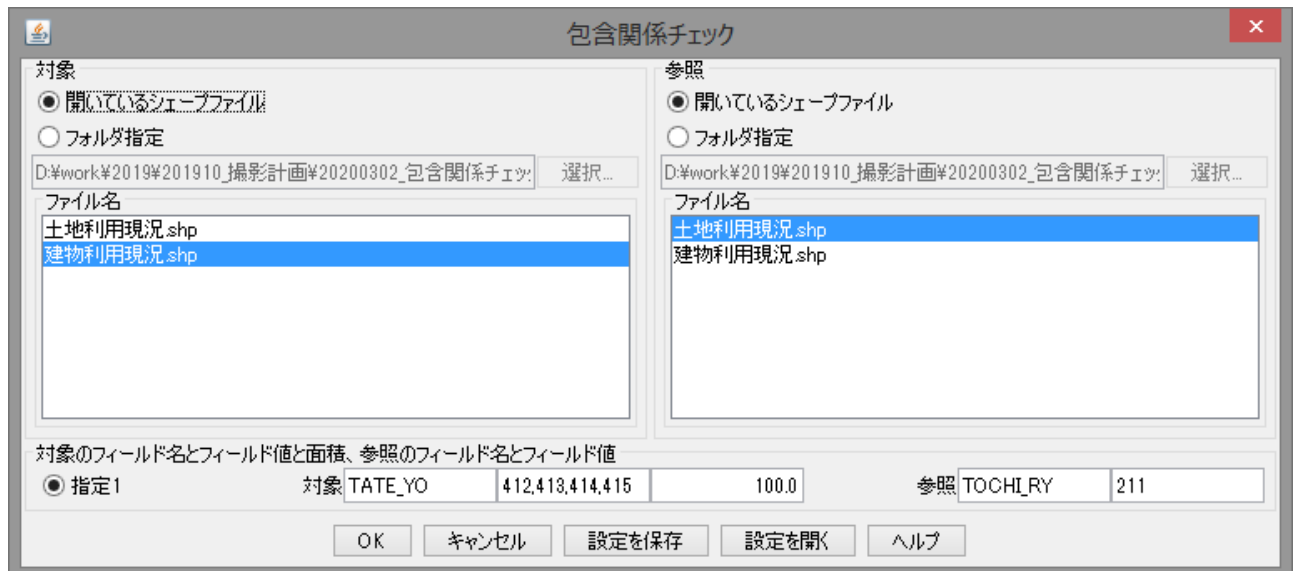 包含関係チェック
対象
開いているシェープファイル
フォルダ指定
D:¥work¥2019¥201910_撮影計画¥20200302_包含関係チェッ
選択...
ファイル名
土地利用現況.shp
建物利用現況.shp
参照
開いているシェープファイル
フォルダ指定
D:¥work¥2019¥201910_撮影計画¥20200302_包含関係チェッ
選択...
ファイル名
土地利用現況.shp
建物利用現況.shp
対象のフィールド名とフィールド値と面積、参照のフィールド名とフィールド値
指定1 対象 TATE_YO 412,413,414,415 100.0 参照 TOCHI_RY 211
OK キャンセル 設定を保存 設定を開く ヘルプ